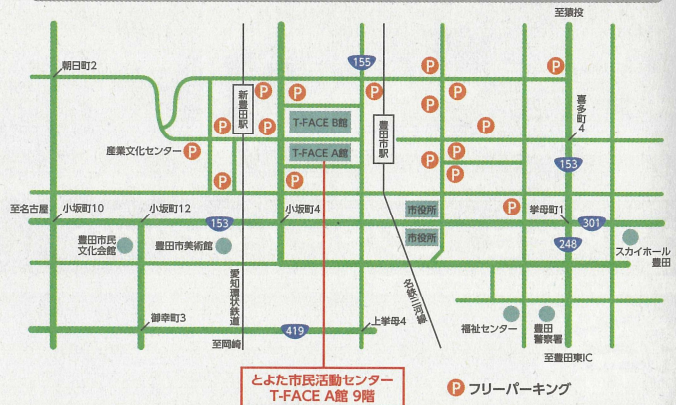 至猿投
朝日町2
155
P
P
P
P
P
P
P
P
新豊田駅
T-FACE B館
豊田市駅
喜多町4
P
P
P
産業文化センター P
T-FACE A館
P
P
153
P
P
P
至名古屋
小坂町10
小坂町12
153
小坂町4
市役所
P
挙母町1
301
豊田市民
文化会館
豊田市美術館
市役所
248
スカイホール
豊田
愛知環状鉄道
名鉄三河線
御幸町3
419
上挙母4
福祉センター
豊田
警察署
至岡崎
至豊田東IC
とよた市民活動センター
T-FACE A館 9階
P フリーパーキング